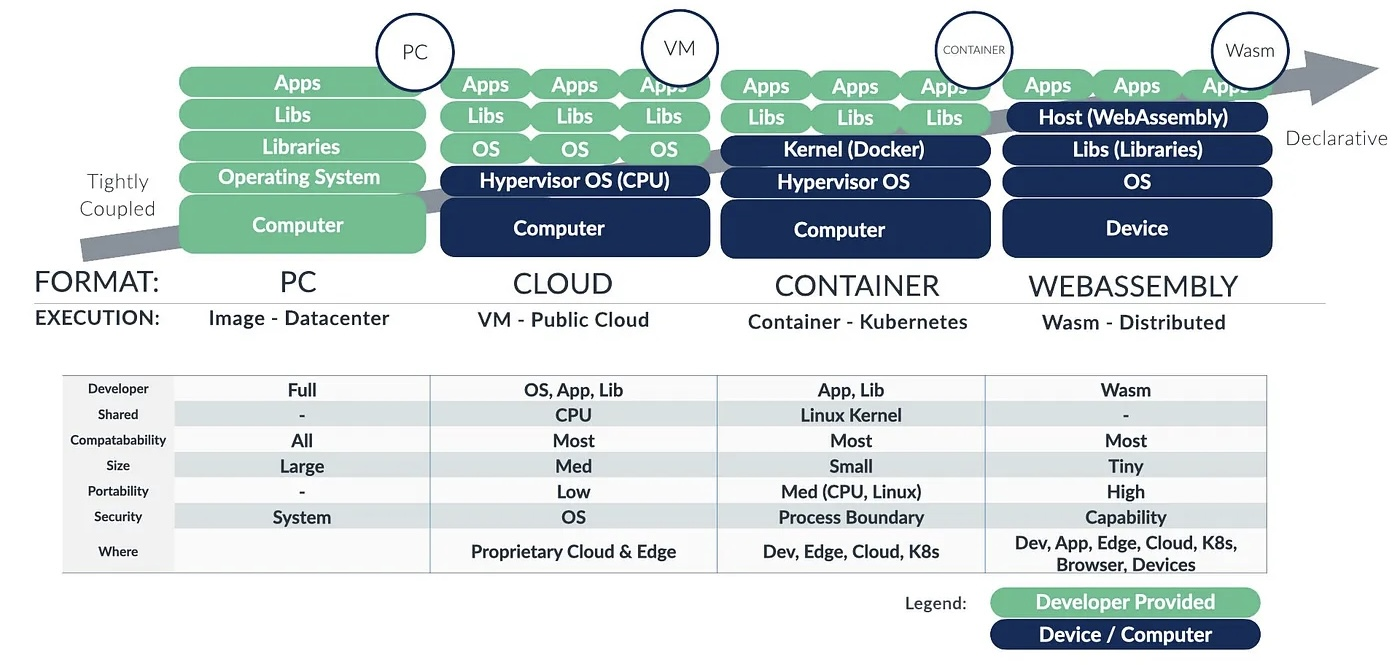 PC
VM
CONTAINER
Wasm
Apps
Apps Apps Apps
Apps Apps Apps
Apps Apps Apps
Libs
Libs Libs Libs
Libs Libs Libs
Host (WebAssembly)
Libraries
OS OS OS
Kernel (Docker)
Libs (Libraries)
Declarative
Tightly
Coupled
Operating System
Hypervisor OS (CPU)
Hypervisor OS
OS
Computer
Computer
Computer
Device
FORMAT: PC CLOUD CONTAINER WEBASSEMBLY
EXECUTION: Image - Datacenter VM - Public Cloud Container - Kubernetes Wasm - Distributed
Developer Full OS, App, Lib App, Lib Wasm
Shared - CPU Linux Kernel -
Compatabability All Most Most Most
Size Large Med Small Tiny
Portability - Low Med (CPU, Linux) High
Security System OS Process Boundary Capability
Where Proprietary Cloud & Edge Dev, Edge, Cloud, K8s Dev, App, Edge, Cloud, K8s,
Browser, Devices
Legend: Developer Provided
Device / Computer